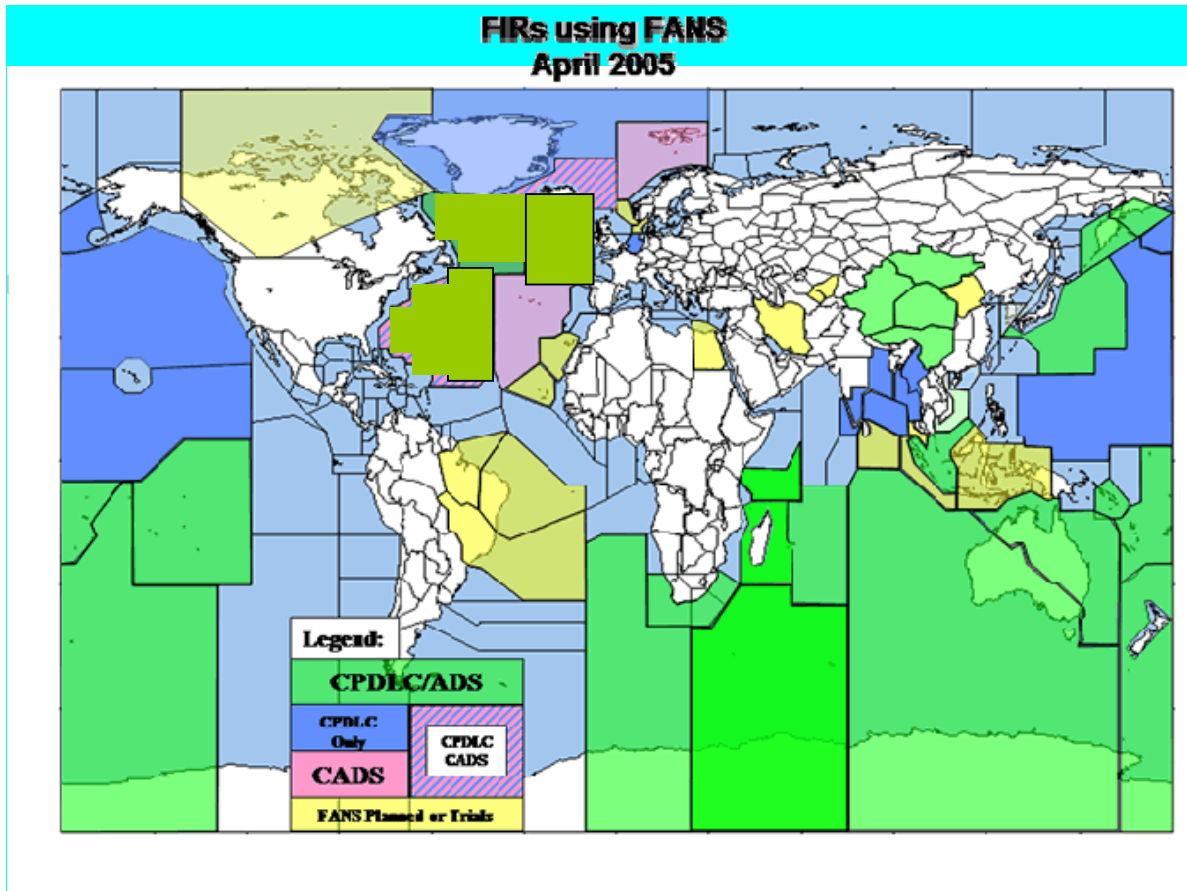 FIRs using FANS
April 2005
Legend:
CPDLC/ADS
CPDLC
Only
CADS
CPDLC
CADS
FANS Planned or Trials